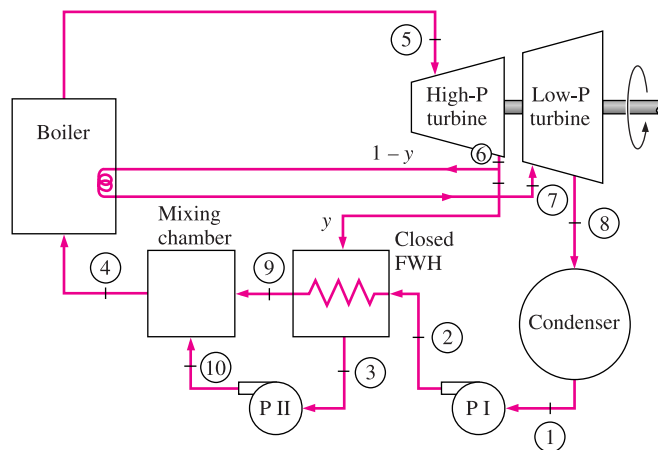 5
High-P
turbine
Low-P
turbine
Boiler
1 – y
6
7
Mixing
chamber
y
Closed
FWH
8
4
9
2
Condenser
10
3
P II
P I
1